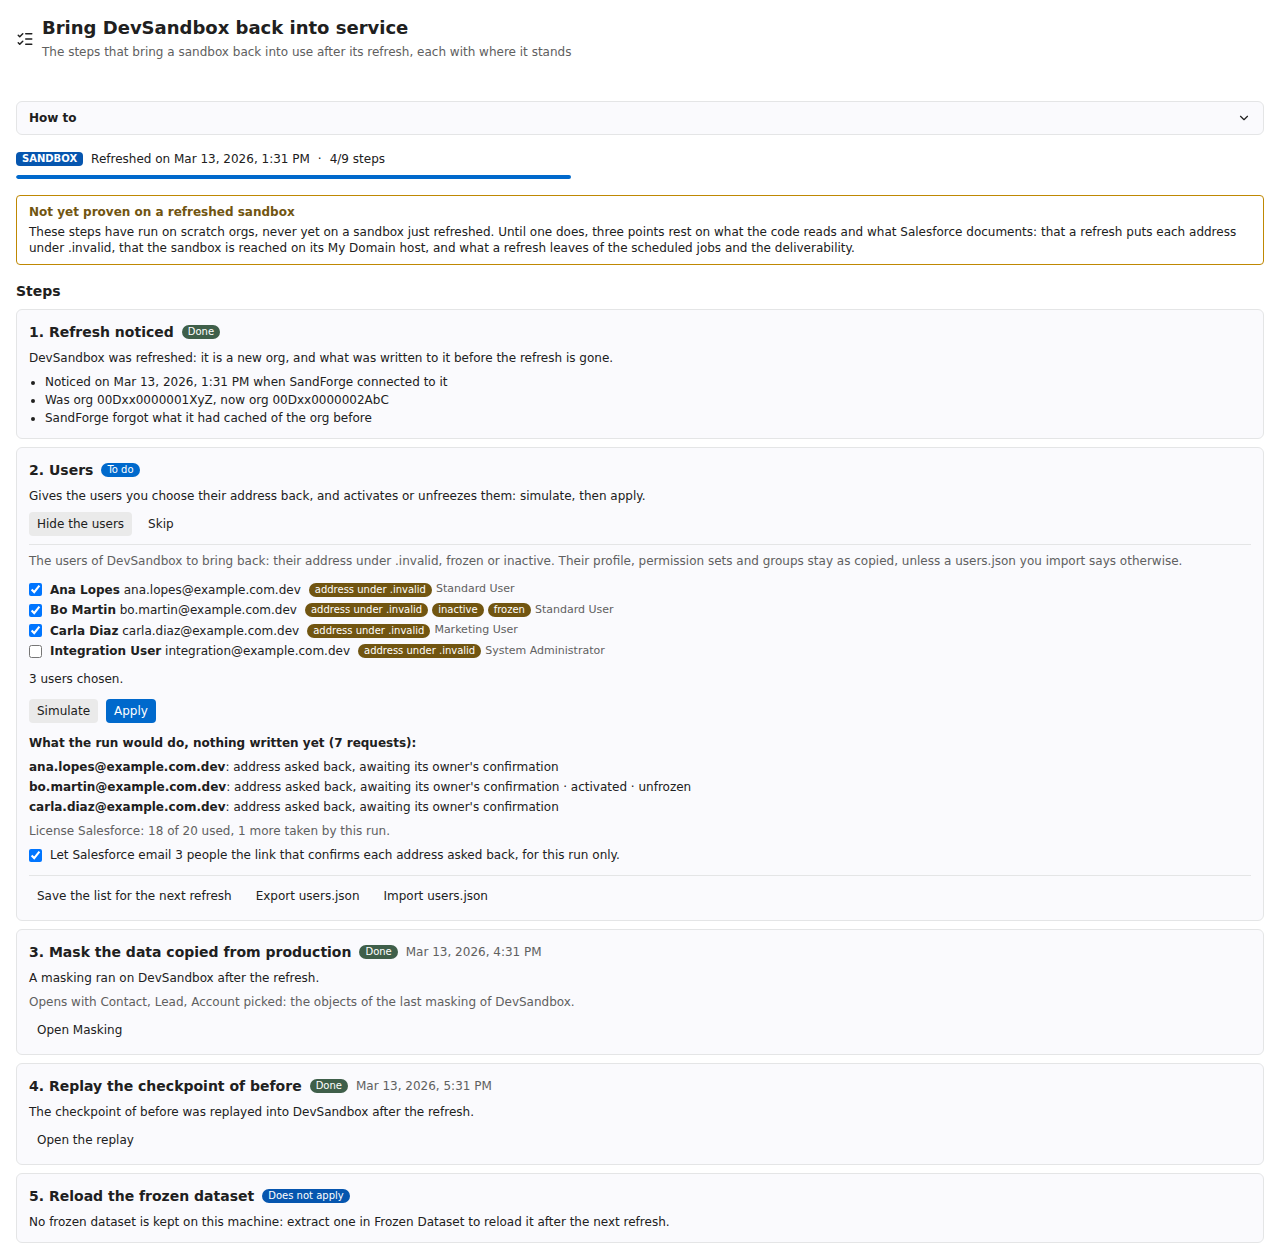 Bring DevSandbox back into service
The steps that bring a sandbox back into use after its refresh, each with where it stands
How to
SANDBOX Refreshed on Mar 13, 2026, 1:31 PM · 4/9 steps
Not yet proven on a refreshed sandbox
These steps have run on scratch orgs, never yet on a sandbox just refreshed. Until one does, three points rest on what the code reads and what Salesforce documents: that a refresh puts each address
under .invalid, that the sandbox is reached on its My Domain host, and what a refresh leaves of the scheduled jobs and the deliverability.
Steps
1. Refresh noticed Done
DevSandbox was refreshed: it is a new org, and what was written to it before the refresh is gone.
• Noticed on Mar 13, 2026, 1:31 PM when SandForge connected to it
• Was org 00Dxx0000001XyZ, now org 00Dxx0000002AbC
• SandForge forgot what it had cached of the org before
2. Users To do
Gives the users you choose their address back, and activates or unfreezes them: simulate, then apply.
Hide the users Skip
The users of DevSandbox to bring back: their address under .invalid, frozen or inactive. Their profile, permission sets and groups stay as copied, unless a users.json you import says otherwise.
Ana Lopes ana.lopes@example.com.dev address under .invalid Standard User
Bo Martin bo.martin@example.com.dev address under .invalid inactive frozen Standard User
Carla Diaz carla.diaz@example.com.dev address under .invalid Marketing User
Integration User integration@example.com.dev address under .invalid System Administrator
3 users chosen.
Simulate Apply
What the run would do, nothing written yet (7 requests):
ana.lopes@example.com.dev: address asked back, awaiting its owner's confirmation
bo.martin@example.com.dev: address asked back, awaiting its owner's confirmation · activated · unfrozen
carla.diaz@example.com.dev: address asked back, awaiting its owner's confirmation
License Salesforce: 18 of 20 used, 1 more taken by this run.
Let Salesforce email 3 people the link that confirms each address asked back, for this run only.
Save the list for the next refresh Export users.json Import users.json
3. Mask the data copied from production Done Mar 13, 2026, 4:31 PM
A masking ran on DevSandbox after the refresh.
Opens with Contact, Lead, Account picked: the objects of the last masking of DevSandbox.
Open Masking
4. Replay the checkpoint of before Done Mar 13, 2026, 5:31 PM
The checkpoint of before was replayed into DevSandbox after the refresh.
Open the replay
5. Reload the frozen dataset Does not apply
No frozen dataset is kept on this machine: extract one in Frozen Dataset to reload it after the next refresh.